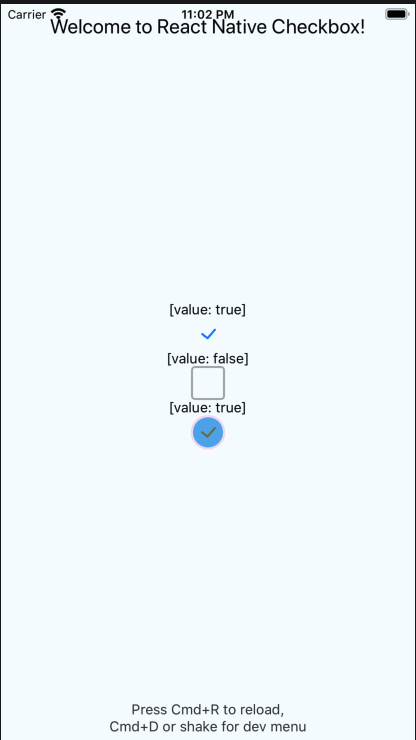 Carrier 11:02 PM
Welcome to React Native Checkbox!
[value: true]
[value: false]
[value: true]
Press Cmd+R to reload,
Cmd+D or shake for dev menu